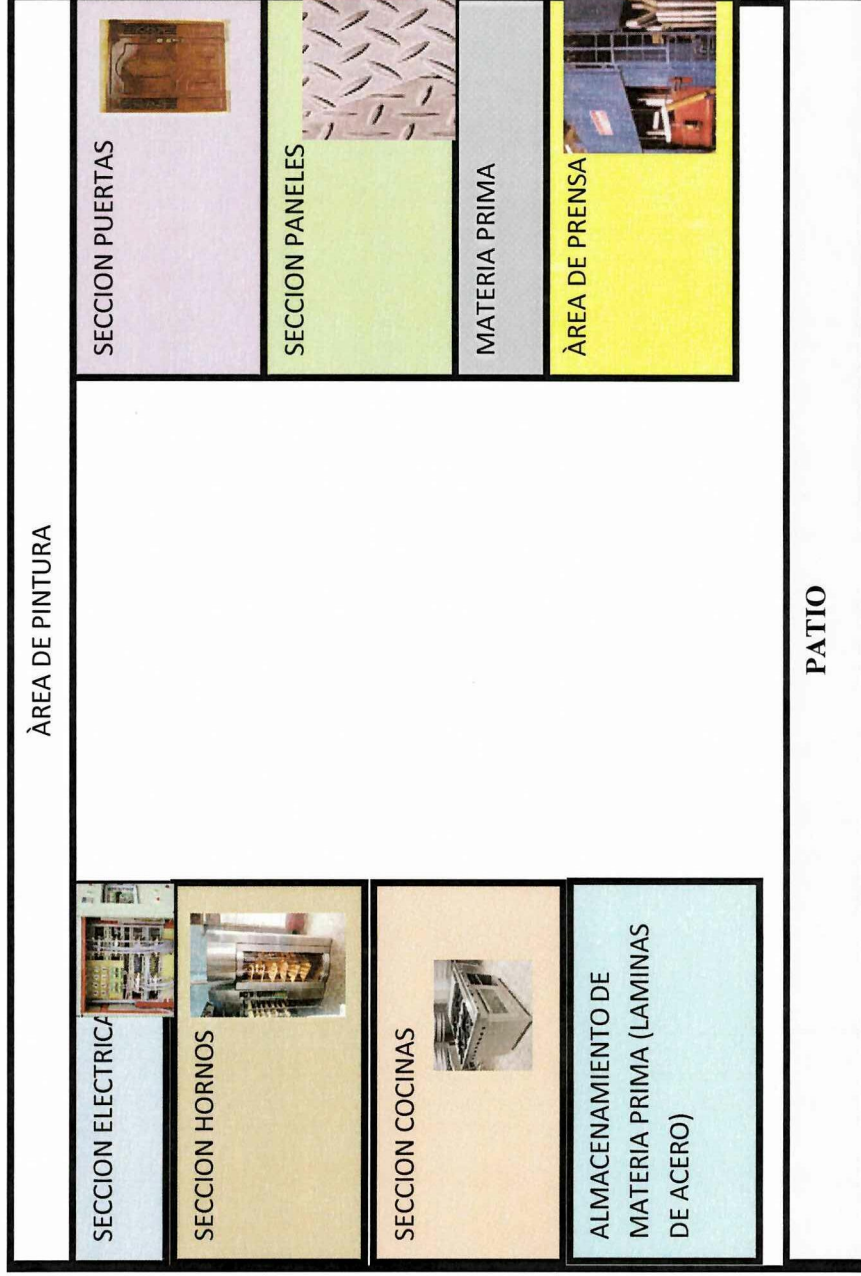 ÀREA DE PINTURA
SECCION ELECTRICA
SECCION HORNOS
SECCION COCINAS
ALMACENAMIENTO DE
MATERIA PRIMA (LAMINAS
DE ACERO)
SECCION PUERTAS
SECCION PANELES
MATERIA PRIMA
ÀREA DE PRENSA
PATIO